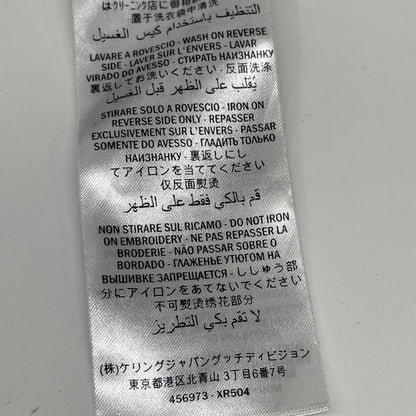 はクリーニング店に御相談
置于洗衣袋中清洗
التنظيف باستخدام كيس الغسيل
LAVARE A ROVESCIO - WASH ON REVERSE
SIDE - LAVER SUR L'ENVERS - LAVAR
VIRADO DO AVESSO - СТИРАТЬ НАИЗНАНКУ
裏返してお洗いください - 反面洗涤
يُقلب على الظهر قبل الغسيل
STIRARE SOLO A ROVESCIO - IRON ON
REVERSE SIDE ONLY - REPASSER
EXCLUSIVEMENT SUR L'ENVERS - PASSAR
SOMENTE DO AVESSO - ГЛАДИТЬ ТОЛЬКО
НАИЗНАНКУ - 裏返しにし
てアイロンを当ててください
仅反面熨烫
قم بالكي فقط على الظهر
NON STIRARE SUL RICAMO - DO NOT IRON
ON EMBROIDERY - NE PAS REPASSER LA
BRODERIE - NÃO PASSAR SOBRE O
BORDADO - ГЛАЖЕНЬЕ УТЮГОМ НА
ВЫШИВКЕ ЗАПРЕЩАЕТСЯ - ししゅう部
分にアイロンをあてないでください
不可熨烫绣花部分
لا تقم بكي التطريز
(株)ケリングジャパングッチディビジョン
東京都港区北青山 3丁目6番7号
456973 - XR504